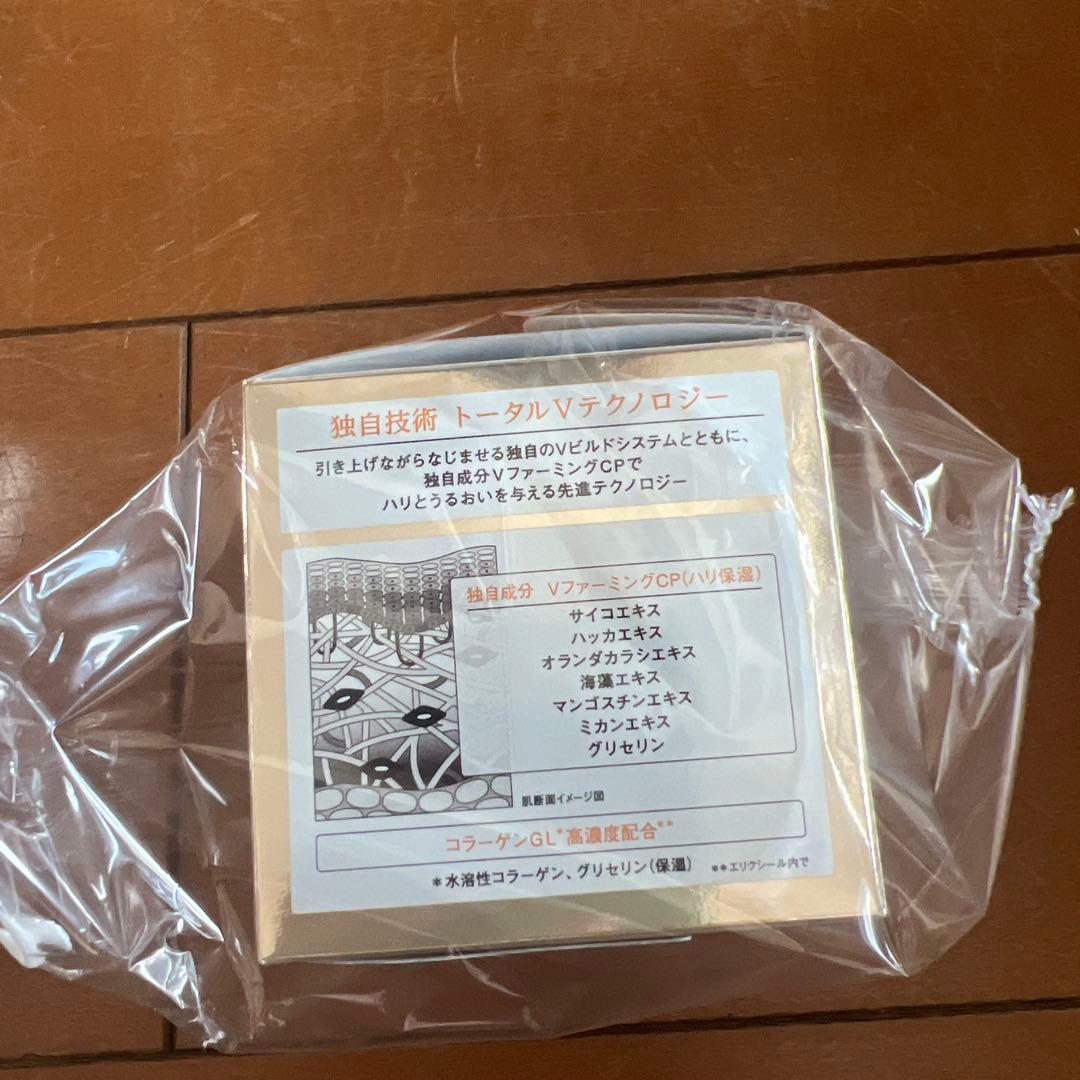 独自技術 トータルVテクノロジー
引き上げながらなじませる独自のVビルドシステムとともに、
独自成分VファーミングCPで
ハリとうるおいを与える先進テクノロジー
独自成分 VファーミングCP(ハリ保湿)
サイコエキス
ハッカエキス
オランダカラシエキス
海藻エキス
マンゴスチンエキス
ミカンエキス
グリセリン
肌断面イメージ図
コラーゲンGL*高濃度配合**
*水溶性コラーゲン、グリセリン(保湿) **エリクシール内で